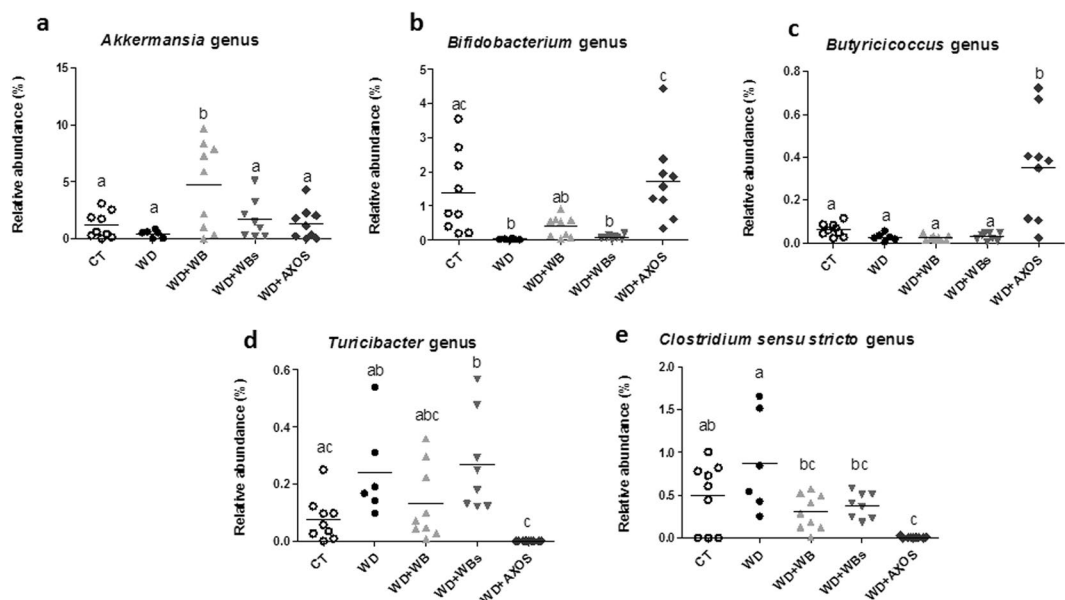 a
Akkermansia genus
Relative abundance (%)
15
10
5
0
a
a
b
a
a
CT
WD
WD+WB
WD+WBs
WD+AXOS
b
Bifidobacterium genus
Relative abundance (%)
5
4
3
2
1
0
ac
b
ab
b
c
CT
WD
WD+WB
WD+WBs
WD+AXOS
c
Butyricicoccus genus
Relative abundance (%)
0.8
0.6
0.4
0.2
0.0
a
a
a
a
b
CT
WD
WD+WB
WD+WBs
WD+AXOS
d
Turicibacter genus
Relative abundance (%)
0.6
0.4
0.2
0.0
ac
ab
abc
b
c
CT
WD
WD+WB
WD+WBs
WD+AXOS
e
Clostridium sensu stricto genus
Relative abundance (%)
2.0
1.5
1.0
0.5
0.0
ab
a
bc
bc
c
CT
WD
WD+WB
WD+WBs
WD+AXOS